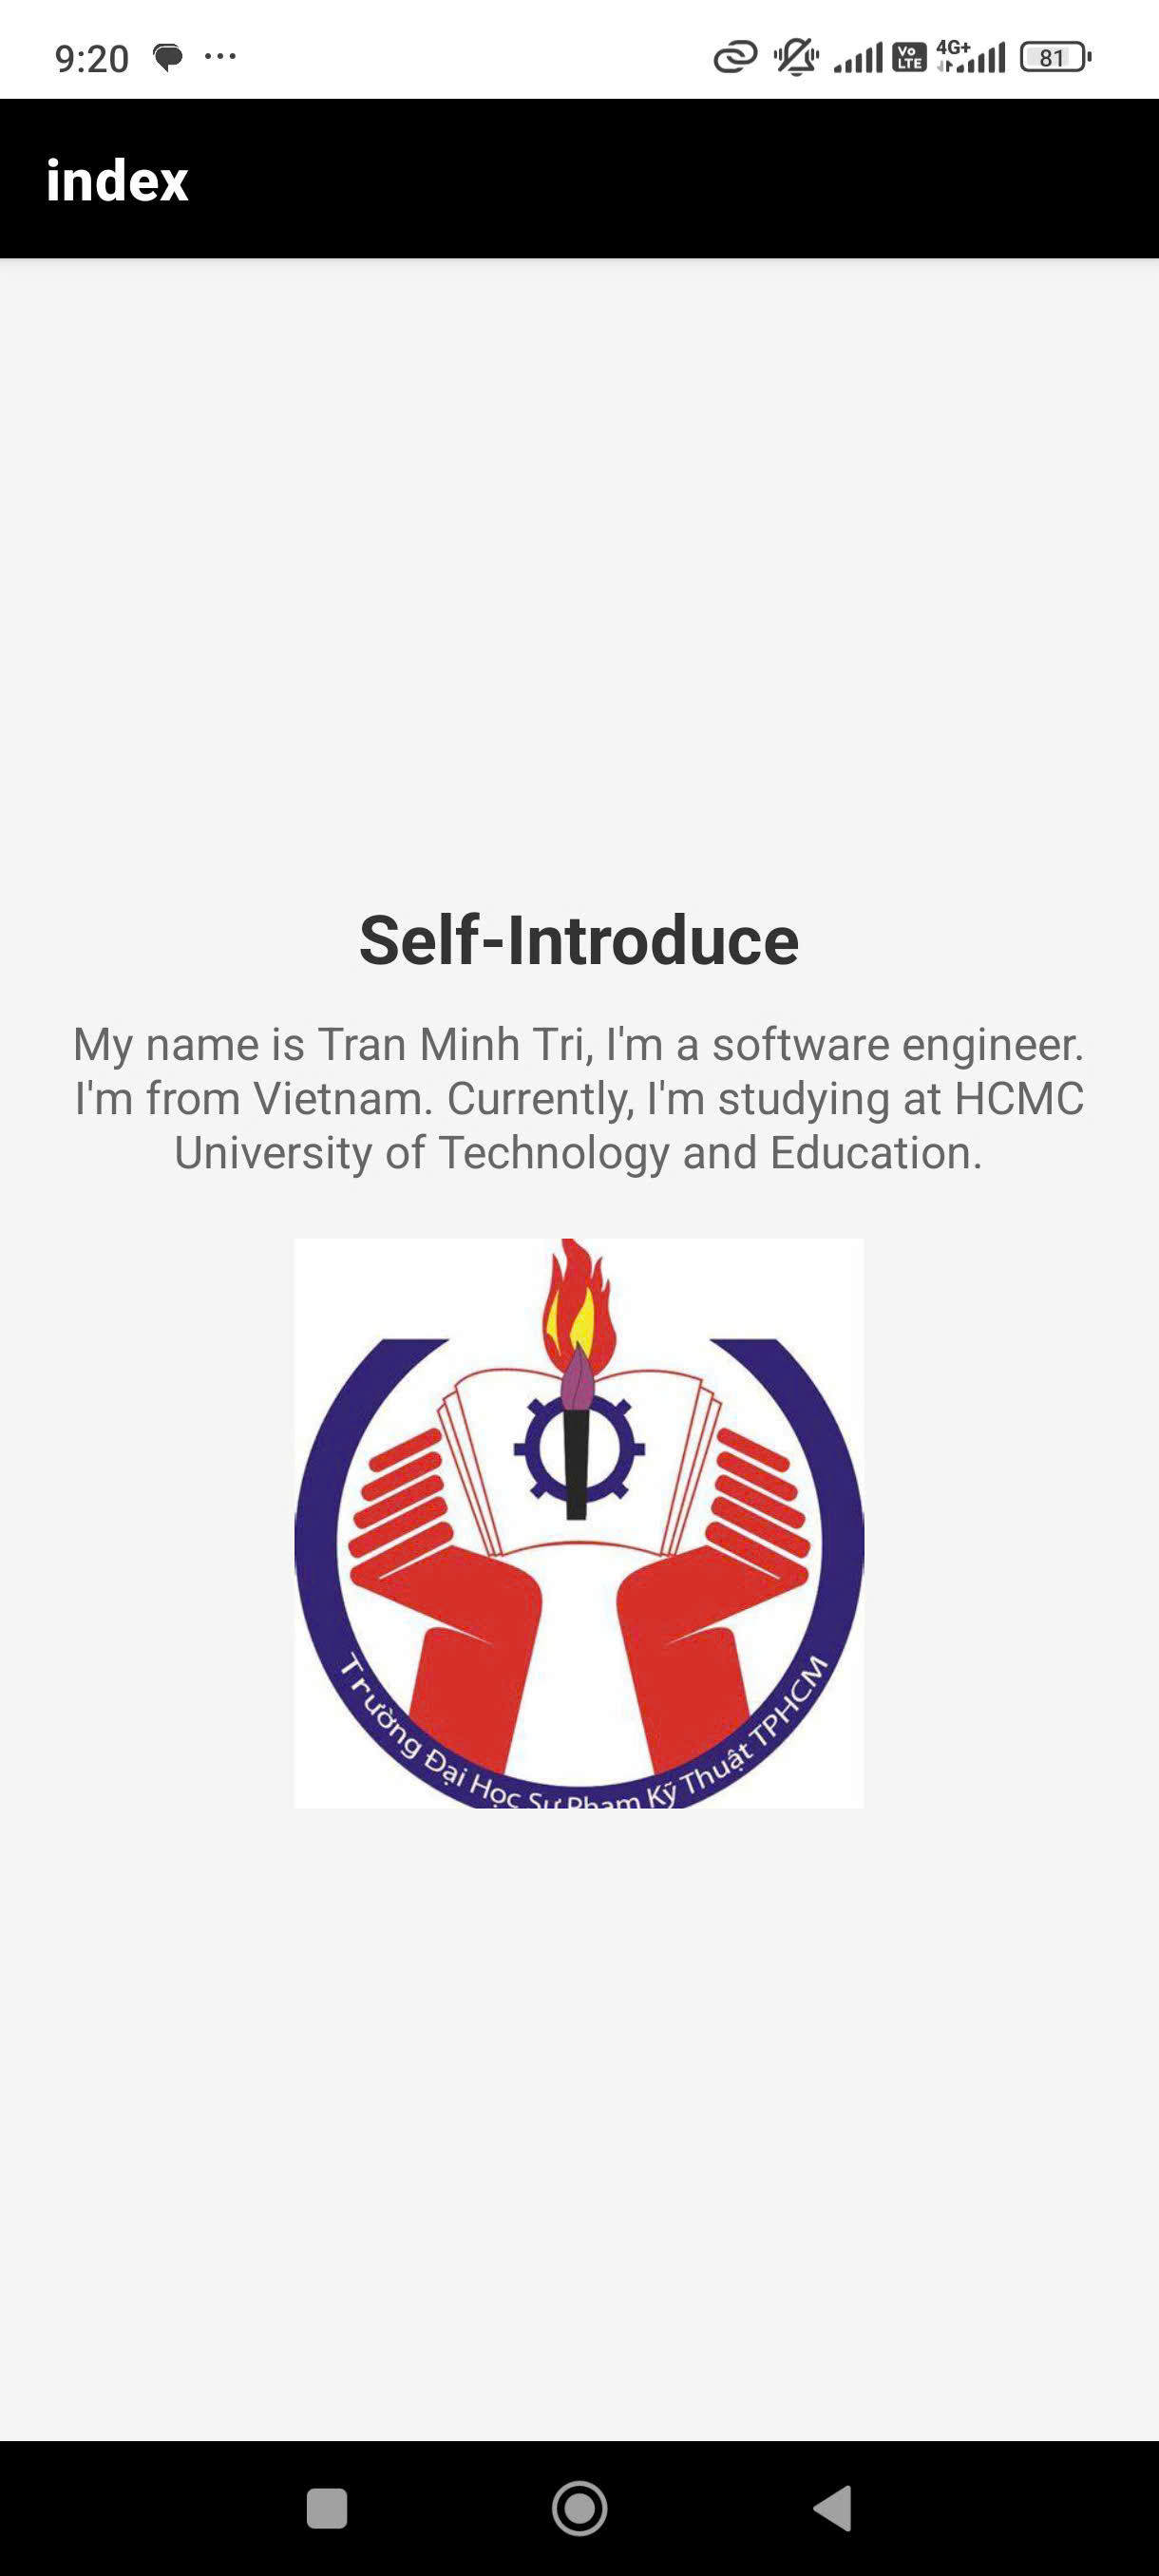 9:20
Vo
LTE
4G+
81
index
Self-Introduce
My name is Tran Minh Tri, I'm a software engineer.
I'm from Vietnam. Currently, I'm studying at HCMC
University of Technology and Education.
Trường Đại Học Sư Phạm Kỹ Thuật TPHCM